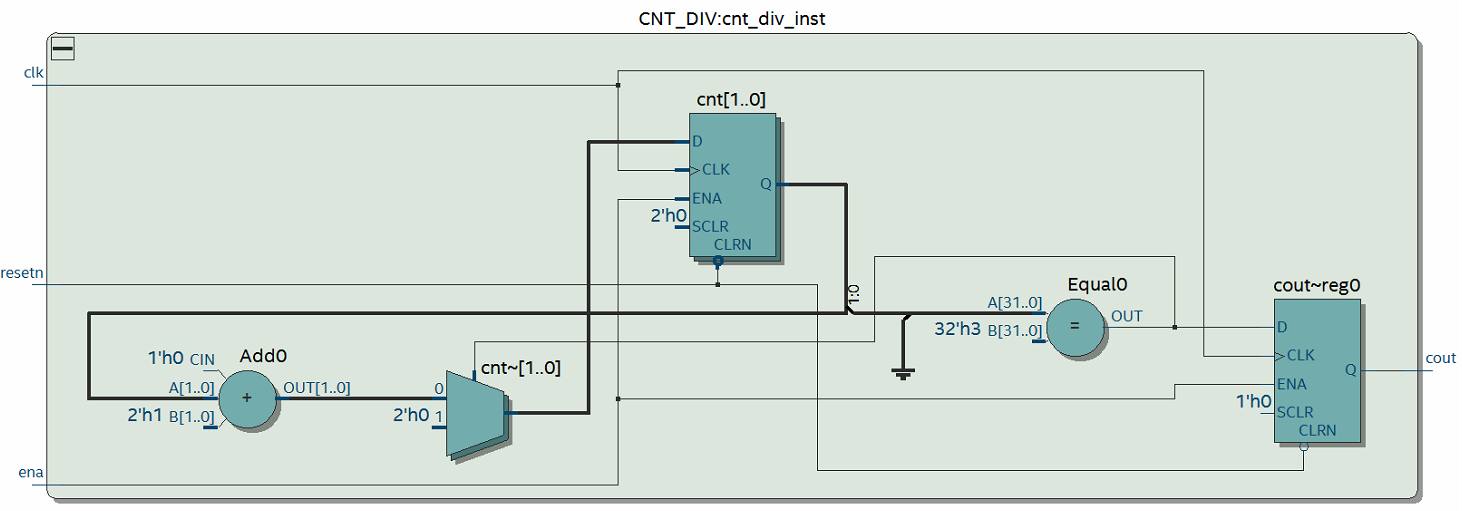 CNT_DIV:cnt_div_inst
clk
cnt[1..0]
D
CLK
Q
ENA
2'h0
SCLR
CLRN
resetn
1:0
Equal0
cout~reg0
A[31..0]
=
OUT
32'h3 B[31..0]
D
CLK
Q
cout
ENA
1'h0
SCLR
CLRN
Add0
1'h0 CIN
A[1..0]
+
OUT[1..0]
2'h1 B[1..0]
cnt~[1..0]
0
2'h0 1
ena